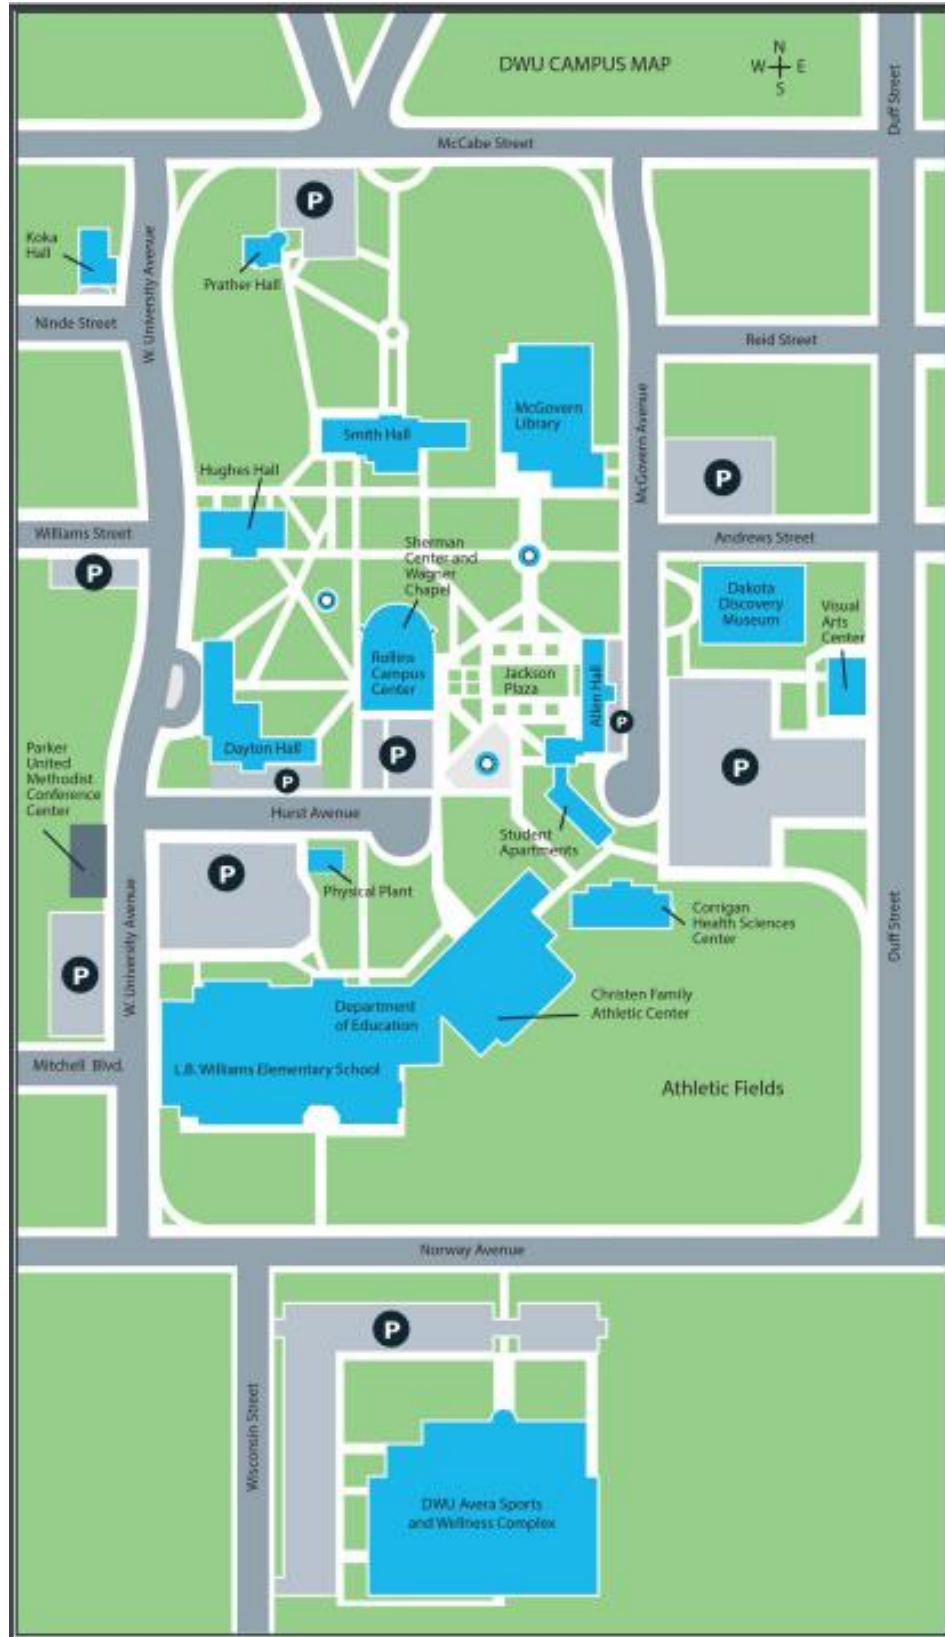 DWU CAMPUS MAP
N
W E
S
Duff Street
McCabe Street
P
Koka
Hall
W. University Avenue
Prather Hall
Ninde Street
Reid Street
McGovern Avenue
McGovern
Library
Smith Hall
Hughes Hall
P
Williams Street
Andrews Street
Sherman
Center and
Wagner
Chapel
P
Dakota
Discovery
Museum
Visual
Arts
Center
Rollins
Campus
Center
Jackson
Plaza
Allen Hall
P
Dayton Hall
P
P
P
Parker
United
Methodist
Conference
Center
Hurst Avenue
Student
Apartments
P
Physical Plant
Corrigan
Health Sciences
Center
Duff Street
W. University Avenue
P
Department
of Education
Christen Family
Athletic Center
Mitchell Blvd.
L.B. Williams Elementary School
Athletic Fields
Norway Avenue
P
Wisconsin Street
DWU Avera Sports
and Wellness Complex